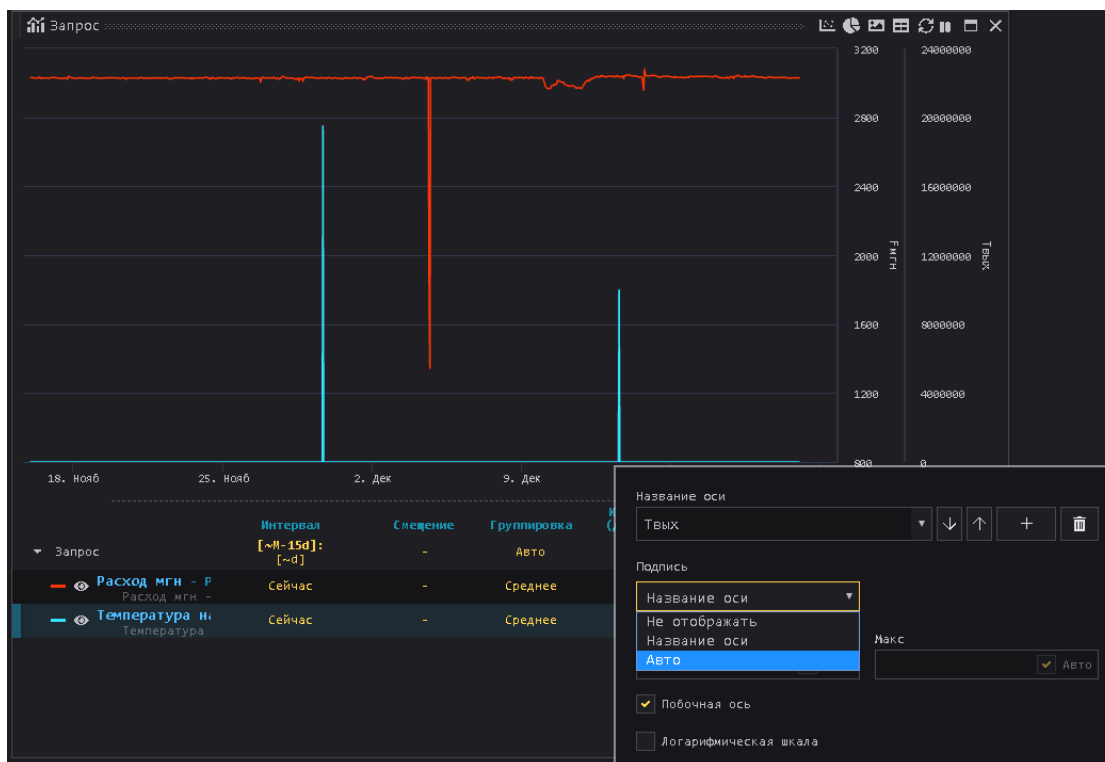 Запрос
3200 24000000
2800 20000000
2400 16000000
2000 Fмгн 12000000 Твых
1600 8000000
1200 4000000
800 0
18. Нояб 25. Нояб 2. Дек 9. Дек
Интервал Смещение Группировка
Запрос [~M-15d]: - Авто
[~d]
Расход мгн - Р Сейчас - Среднее
Расход мгн -
Температура на Сейчас - Среднее
Температура
Название оси
Твых
Подпись
Название оси
Не отображать
Название оси
Авто
Макс
Авто
Побочная ось
Логарифмическая шкала